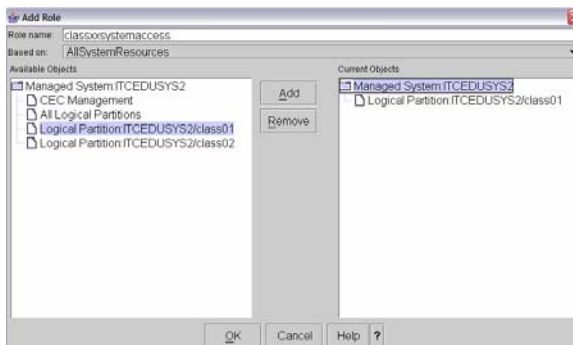 Add Role
Role name: classxxsystemaccess
Based on: AllSystemResources
Available Objects
Managed System:ITCEDUSYS2
CEC Management
All Logical Partitions
Logical Partition:ITCEDUSYS2/class01
Logical Partition:ITCEDUSYS2/class02
Add
Remove
Current Objects
Managed System:ITCEDUSYS2
Logical Partition:ITCEDUSYS2/class01
OK Cancel Help ?